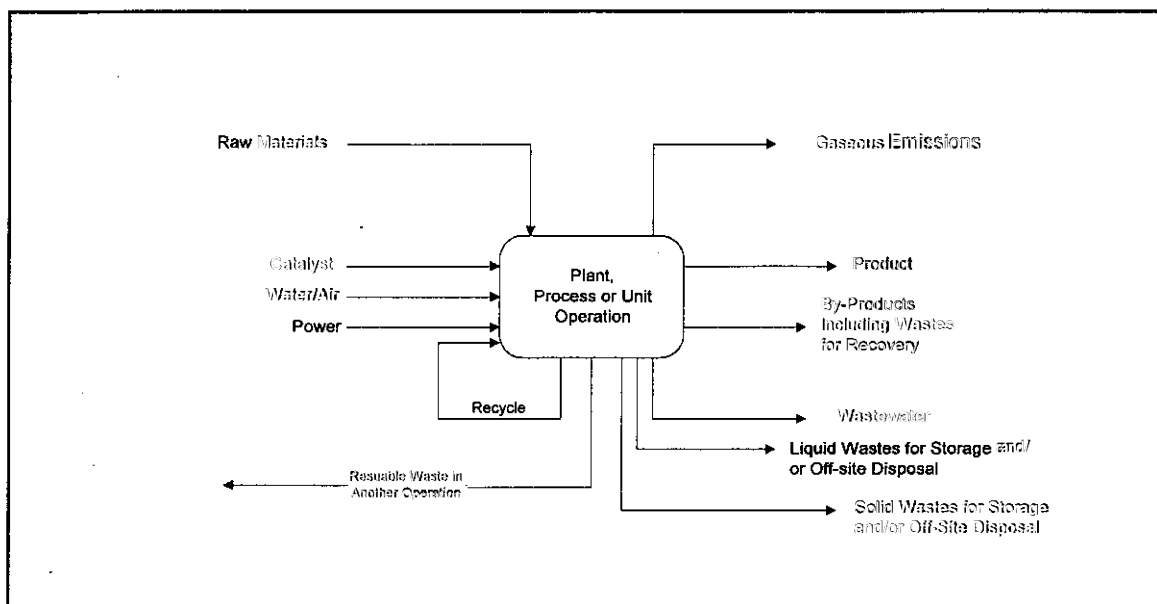 Raw Materials
Gaseous Emissions
Catalyst
Water/Air
Power
Plant,
Process or Unit
Operation
Product
By-Products
Including Wastes
for Recovery
Recycle
Wastewater
Liquid Wastes for Storage and/
or Off-site Disposal
Resuable Waste in
Another Operation
Solid Wastes for Storage
and/or Off-Site Disposal